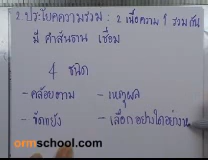 2. ประโยคความรวม : 2 เนื้อความ รวมกัน
มี คำสันธาน เชื่อม
4 ชนิด
- คล้อยตาม - เหตุผล
- ขัดแย้ง - เลือกอย่างใดอย่างหนึ่ง
ormschool.com